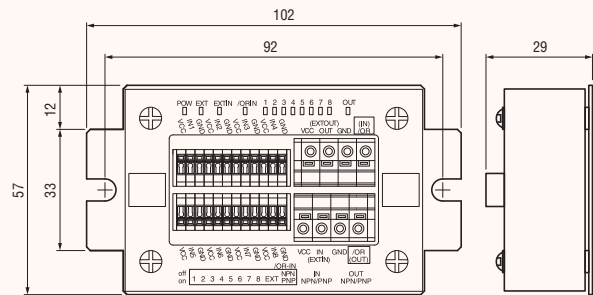 102
92
29
57
12
33
POW EXT EXTIN /ORIN 1 2 3 4 5 6 7 8 OUT
VCC IN1 GND VCC IN2 GND VCC IN3 GND VCC IN4 GND
(EXTOUT) (IN)
VCC OUT GND /OR
VCC IN5 GND VCC IN6 GND VCC IN7 GND VCC IN8 GND
VCC IN GND /OR
(EXTIN) (OUT)
/OR-IN
off 1 2 3 4 5 6 7 8 EXT NPN IN OUT
on PNP NPN/PNP NPN/PNP